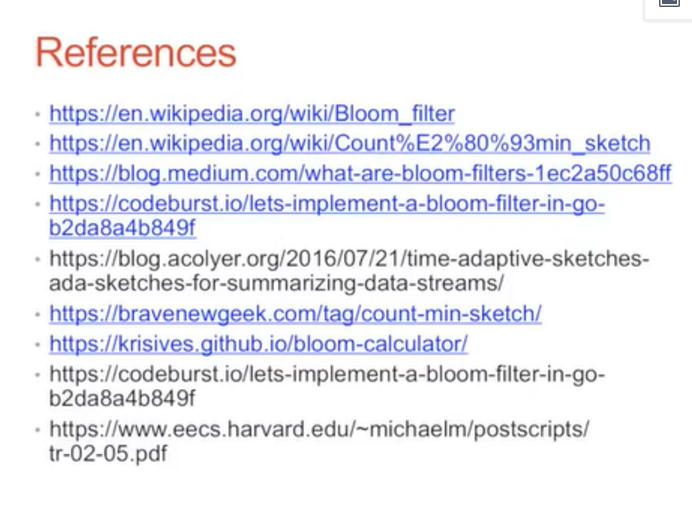 References
• https://en.wikipedia.org/wiki/Bloom_filter
• https://en.wikipedia.org/wiki/Count%E2%80%93min_sketch
• https://blog.medium.com/what-are-bloom-filters-1ec2a50c68ff
• https://codeburst.io/lets-implement-a-bloom-filter-in-go-
b2da8a4b849f
• https://blog.acolyer.org/2016/07/21/time-adaptive-sketches-
ada-sketches-for-summarizing-data-streams/
• https://bravenewgeek.com/tag/count-min-sketch/
• https://krisives.github.io/bloom-calculator/
• https://codeburst.io/lets-implement-a-bloom-filter-in-go-
b2da8a4b849f
• https://www.eecs.harvard.edu/~michaelm/postscripts/
tr-02-05.pdf